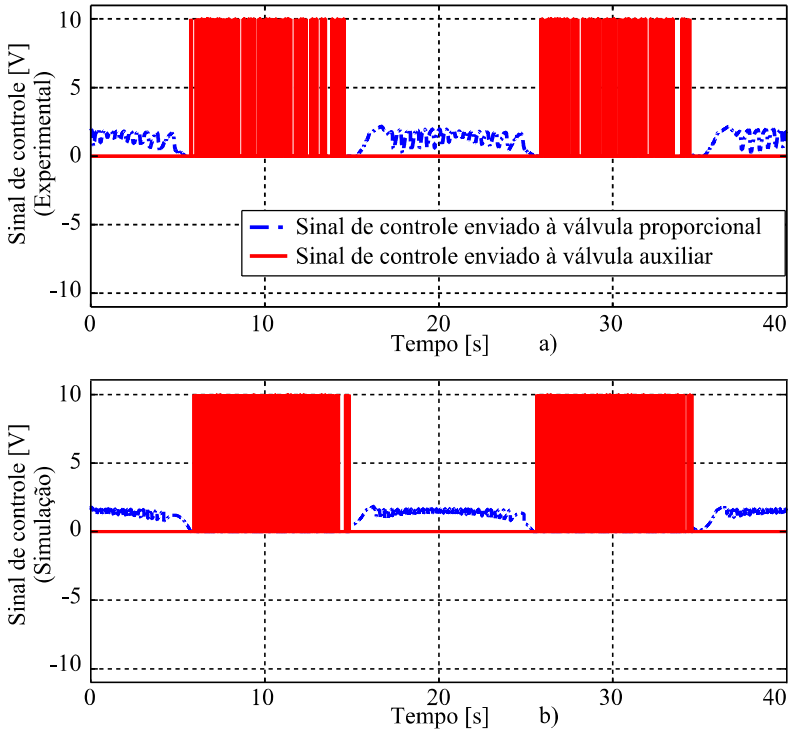 Sinal de controle [V]
(Experimental)
10
5
0
-5
-10
Sinal de controle enviado à válvula proporcional
Sinal de controle enviado à válvula auxiliar
0
10
20
30
40
Tempo [s]
a)
Sinal de controle [V]
(Simulação)
10
5
0
-5
-10
0
10
20
30
40
Tempo [s]
b)